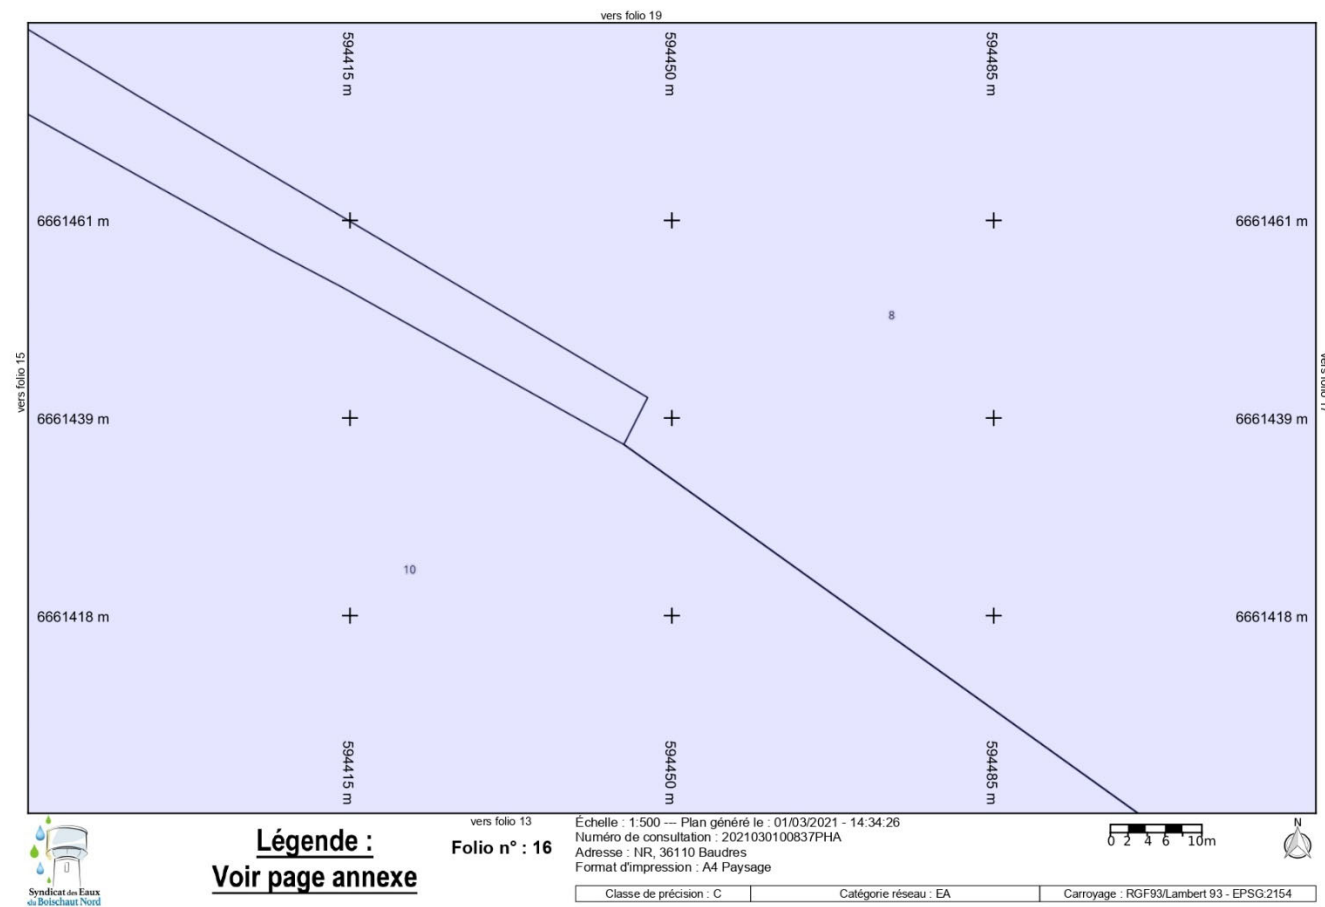 vers folio 19
594415 m
594450 m
594485 m
6661461 m
6661461 m
8
vers folio 15
vers folio 17
6661439 m
6661439 m
10
6661418 m
6661418 m
594415 m
594450 m
594485 m
vers folio 13
Légende :
Voir page annexe
Folio n° : 16
Échelle : 1:500 --- Plan généré le : 01/03/2021 - 14:34:26
Numéro de consultation : 2021030100837PHA
Adresse : NR, 36110 Baudres
Format d'impression : A4 Paysage
Classe de précision : C
Catégorie réseau : EA
Carroyage : RGF93/Lambert 93 - EPSG:2154
0 2 4 6 10m
N
Syndicat des Eaux
du Boischaut Nord